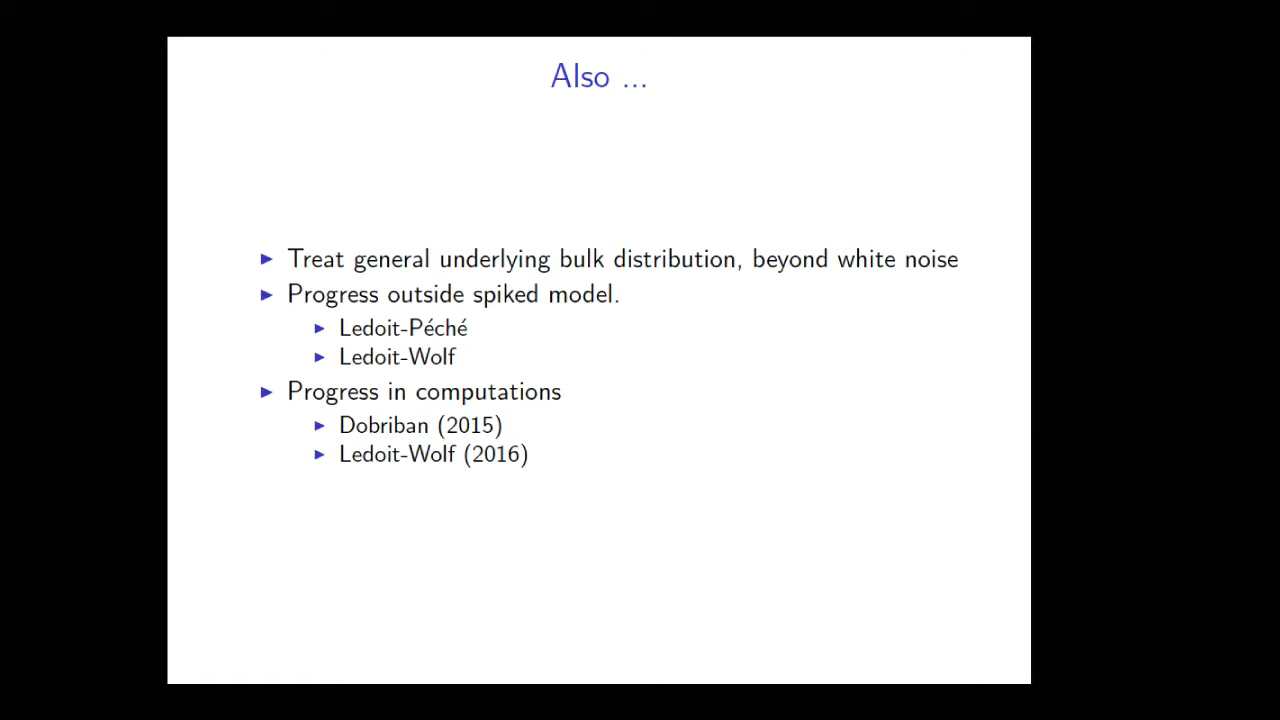 Also ...
▶ Treat general underlying bulk distribution, beyond white noise
▶ Progress outside spiked model.
▶ Ledoit-Péché
▶ Ledoit-Wolf
▶ Progress in computations
▶ Dobriban (2015)
▶ Ledoit-Wolf (2016)